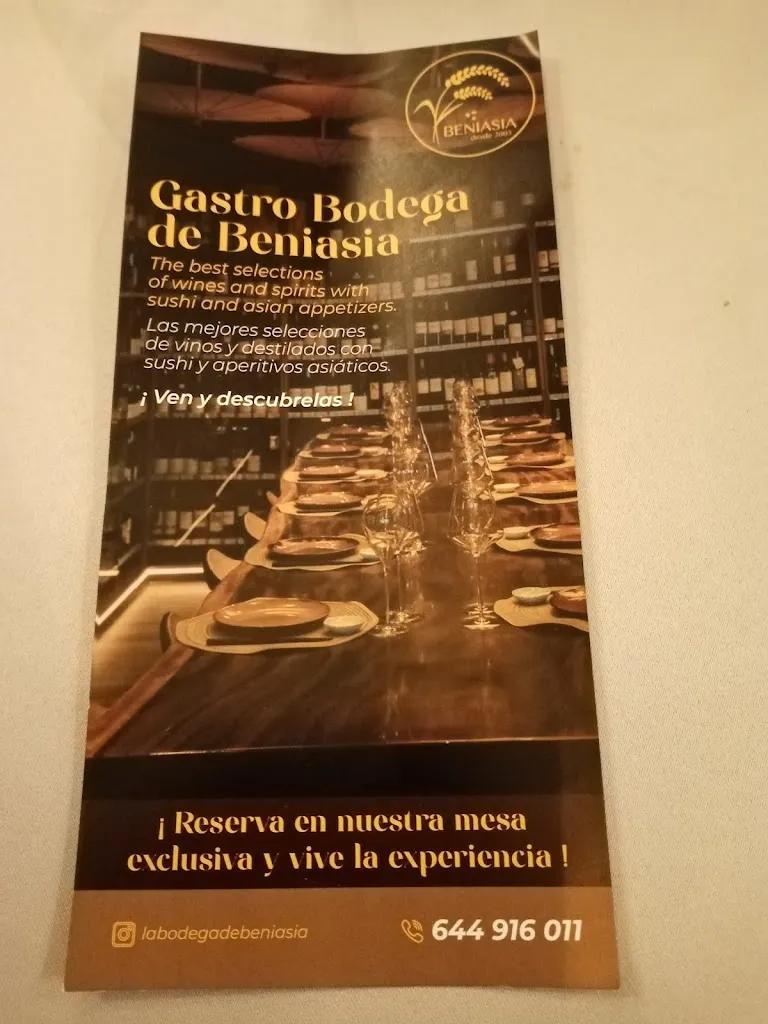 BENIASIA
desde 2003
Gastro Bodega
de Beniasia
The best selections
of wines and spirits with
sushi and asian appetizers.
Las mejores selecciones
de vinos y destilados con
sushi y aperitivos asiáticos.
¡ Ven y descubrelas !
¡ Reserva en nuestra mesa
exclusiva y vive la experiencia !
labodegadebeniasia
644 916 011